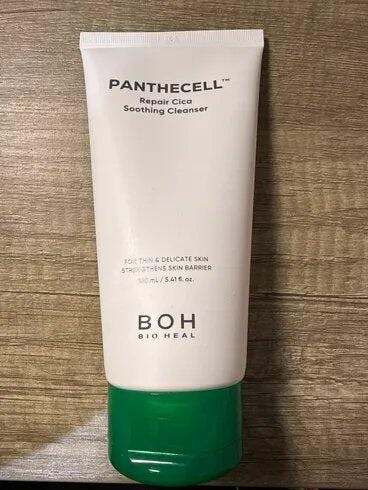 PANTHECELL™
Repair Cica
Soothing Cleanser
FOR THIN & DELICATE SKIN
STRENGTHENS SKIN BARRIER
160 mL / 5.41 fl. oz.
BOH
BIO HEAL